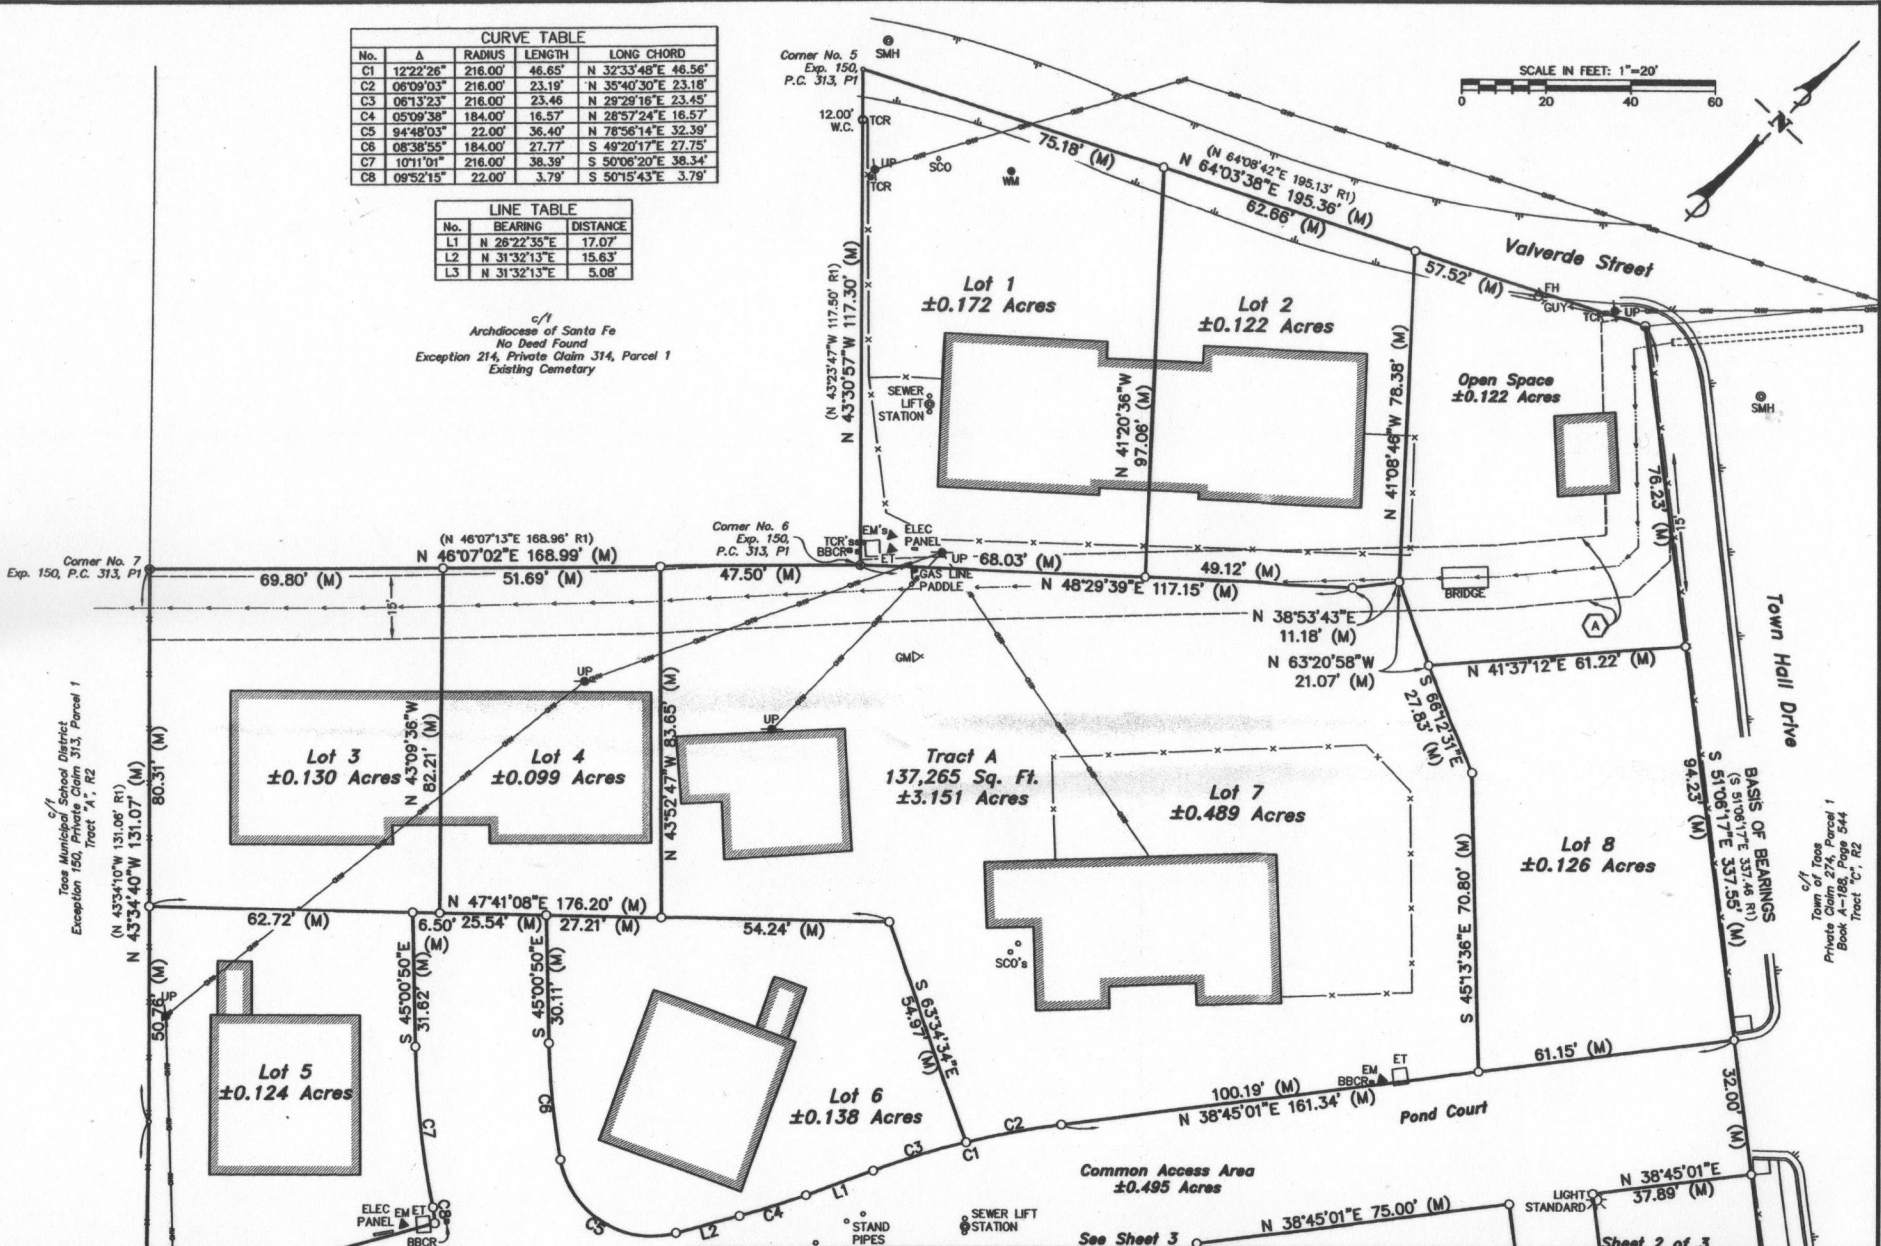 CURVE TABLE
No. Δ RADIUS LENGTH LONG CHORD
C1 12°22'26" 216.00' 46.65' N 32°33'48"E 46.56'
C2 06°09'03" 216.00' 23.19' N 35°40'30"E 23.18'
C3 06°13'23" 216.00' 23.46 N 29°29'16"E 23.45'
C4 05°09'38" 184.00' 16.57' N 28°57'24"E 16.57'
C5 94°48'03" 22.00' 36.40' N 78°56'14"E 32.39'
C6 08°38'55" 184.00' 27.77' S 49°20'17"E 27.75'
C7 10°11'01" 216.00' 38.39' S 50°06'20"E 38.34'
C8 09°52'15" 22.00' 3.79' S 50°15'43"E 3.79'
LINE TABLE
No. BEARING DISTANCE
L1 N 26°22'35"E 17.07'
L2 N 31°32'13"E 15.63'
L3 N 31°32'13"E 5.08'
c/f
Archdiocese of Santa Fe
No Deed Found
Exception 214, Private Claim 314, Parcel 1
Existing Cemetary
Corner No. 5
Exp. 150,
P.C. 313, P1
SMH
12.00'
W.C.
TCR
UP
TCR
SCO
WM
75.18' (M)
(N 64°08'42"E 195.13' R1)
N 64°03'38"E 195.36' (M)
62.66' (M)
57.52' (M)
SCALE IN FEET: 1"=20'
0 20 40 60
N
Valverde Street
FH
GUY
TCR
UP
SMH
Lot 1
±0.172 Acres
Lot 2
±0.122 Acres
Open Space
±0.122 Acres
(N 43°23'47"W 117.50' R1)
N 43°30'57"W 117.30' (M)
SEWER
LIFT
STATION
N 41°20'36"W
97.06' (M)
N 41°08'46"W 78.38' (M)
76.23' (M)
15'
Corner No. 6
Exp. 150,
P.C. 313, P1
TCR's
BBCR
EM's
ET
ELEC
PANEL
UP
GAS LINE
PADDLE
68.03' (M)
49.12' (M)
N 48°29'39"E 117.15' (M)
BRIDGE
A
N 38°53'43"E
11.18' (M)
N 63°20'58"W
21.07' (M)
N 41°37'12"E 61.22' (M)
Corner No. 7
Exp. 150, P.C. 313, P1
(N 46°07'13"E 168.96' R1)
N 46°07'02"E 168.99' (M)
69.80' (M)
51.69' (M)
47.50' (M)
15'
GM
UP
UP
S 66°12'31"E
27.83' (M)
Town Hall Drive
c/f
Taos Municipal School District
Exception 150, Private Claim 313, Parcel 1
Tract "A", R2
(N 43°34'10"W 131.06' R1)
N 43°34'40"W 131.07' (M)
80.31' (M)
Lot 3
±0.130 Acres
N 43°09'36"W
82.21' (M)
Lot 4
±0.099 Acres
N 43°52'47"W 83.65' (M)
Tract A
137,265 Sq. Ft.
±3.151 Acres
Lot 7
±0.489 Acres
Lot 8
±0.126 Acres
S 45°13'36"E 70.80' (M)
94.23' (M)
S 51°06'17"E 337.55' (M)
(S 51°06'17"E 337.46 R1)
BASIS OF BEARINGS
c/f
Town of Taos
Private Claim 274, Parcel 1
Book A-188, Page 544
Tract "C", R2
N 47°41'08"E 176.20' (M)
62.72' (M)
6.50'
(M)
25.54' (M)
27.21' (M)
54.24' (M)
50.76' (M)
UP
S 45°00'50"E
31.62' (M)
S 45°00'50"E
30.11' (M)
S 63°34'34"E
54.97' (M)
SCO's
Lot 5
±0.124 Acres
Lot 6
±0.138 Acres
C7
C6
C8
C5
L2
C4
L1
C3
C1
C2
100.19' (M)
N 38°45'01"E 161.34' (M)
61.15' (M)
EM
BBCR
ET
Pond Court
32.00' (M)
Common Access Area
±0.495 Acres
N 38°45'01"E
37.89' (M)
LIGHT
STANDARD
N 38°45'01"E 75.00' (M)
ELEC
PANEL
EM
ET
BBCR
STAND
PIPES
SEWER LIFT
STATION
See Sheet 3
Sheet 2 of 3